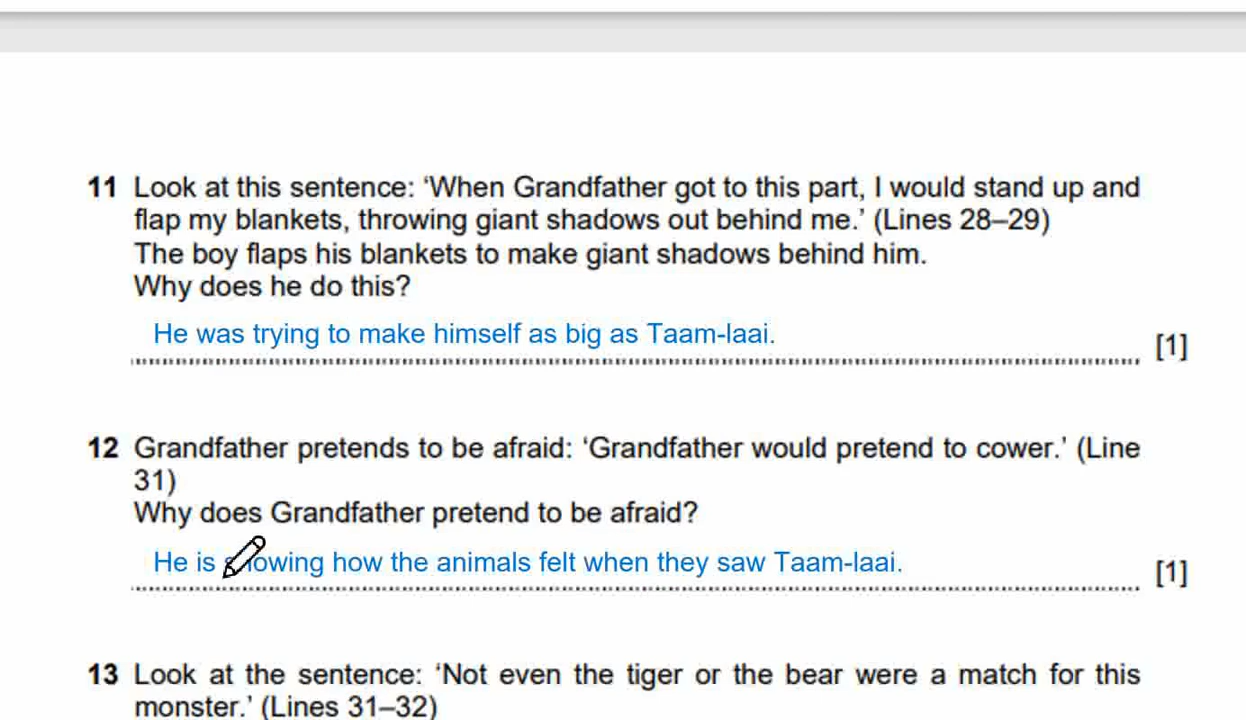 11 Look at this sentence: ‘When Grandfather got to this part, I would stand up and
flap my blankets, throwing giant shadows out behind me.’ (Lines 28–29)
The boy flaps his blankets to make giant shadows behind him.
Why does he do this?
He was trying to make himself as big as Taam-laai.
[1]
12 Grandfather pretends to be afraid: ‘Grandfather would pretend to cower.’ (Line
31)
Why does Grandfather pretend to be afraid?
He is showing how the animals felt when they saw Taam-laai.
[1]
13 Look at the sentence: ‘Not even the tiger or the bear were a match for this
monster.’ (Lines 31–32)